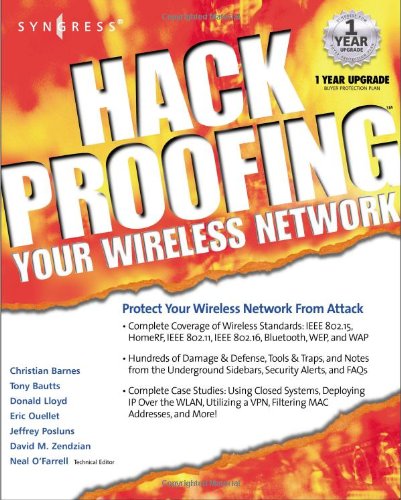 SYNGRESS®
1 YEAR UPGRADE
BUYER PROTECTION PLAN
1 YEAR
UPGRADE
HACK
PROOFING™
YOUR WIRELESS NETWORK
Protect Your Wireless Network From Attack
• Complete Coverage of Wireless Standards: IEEE 802.15,
HomeRF, IEEE 802.11, IEEE 802.16, Bluetooth, WEP, and WAP
• Hundreds of Damage & Defense, Tools & Traps, and Notes
from the Underground Sidebars, Security Alerts, and FAQs
• Complete Case Studies: Using Closed Systems, Deploying
IP Over the WLAN, Utilizing a VPN, Filtering MAC
Addresses, and More!
Christian Barnes
Tony Bautts
Donald Lloyd
Eric Ouellet
Jeffrey Posluns
David M. Zendzian
Neal O'Farrell Technical Editor